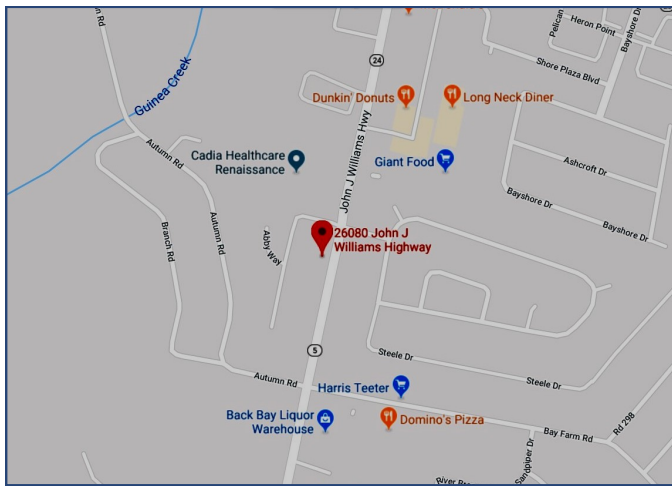 n Rd
Guinea Creek
24
Pelican
Heron Point
Bayshore Dr
Shore Plaza Blvd
Dunkin' Donuts
Long Neck Diner
John J Williams Hwy
Autumn Rd
Cadia Healthcare
Renaissance
Giant Food
Ashcroft Dr
Bayshore Dr
Bayshore Dr
Branch Rd
Autumn Rd
Abby Way
26080 John J
Williams Highway
5
Steele Dr
Steele Dr
Autumn Rd
Harris Teeter
Back Bay Liquor
Warehouse
Domino's Pizza
Bay Farm Rd
Rd 298
Sandpiper Dr
River R